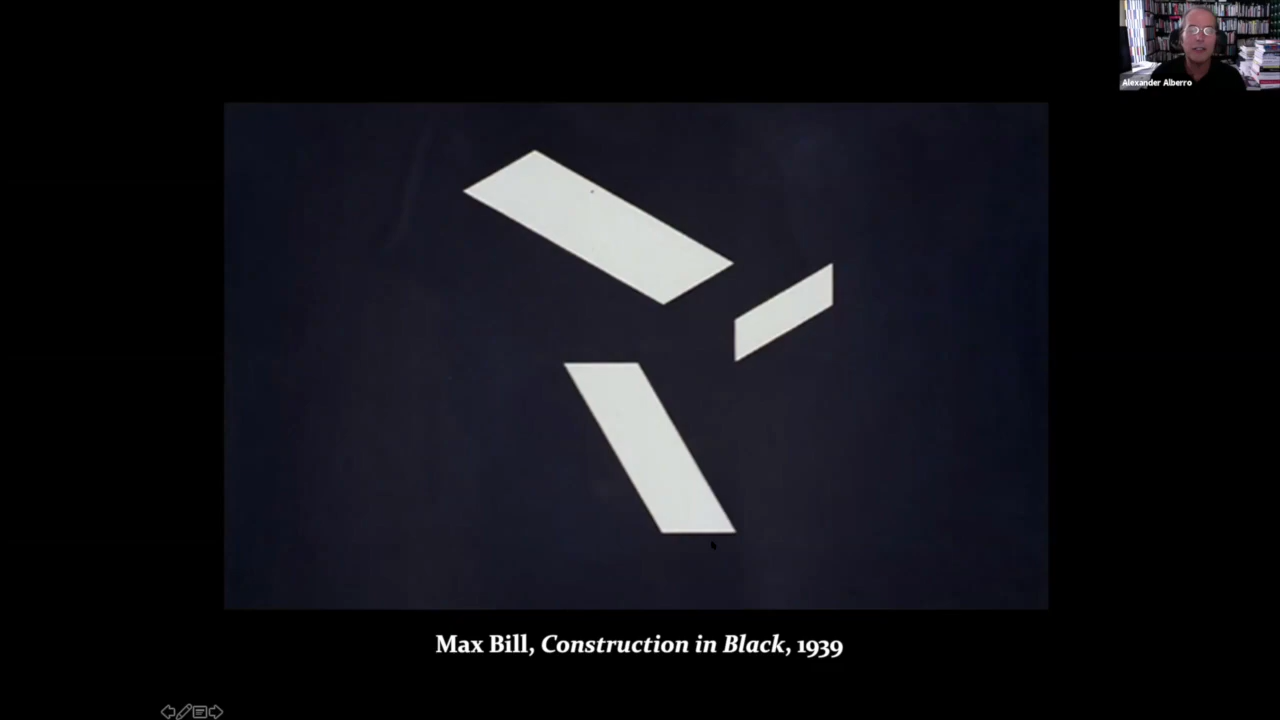 Alexander Alberro
Max Bill, Construction in Black, 1939